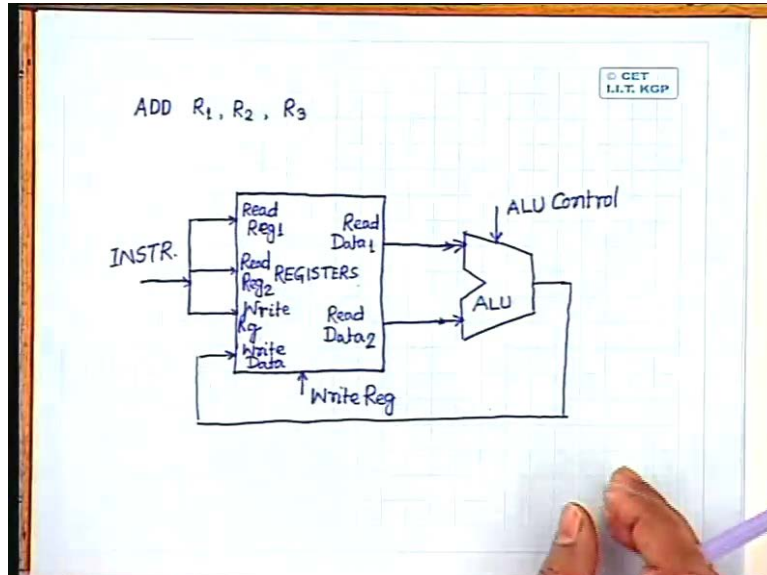 © CET
I.I.T. KGP
ADD R1, R2, R3
ALU Control
INSTR.
Read
Reg1
Read
Data1
Read
Reg2
REGISTERS
Write
Rg
Write
Data
Read
Data2
ALU
Write Reg